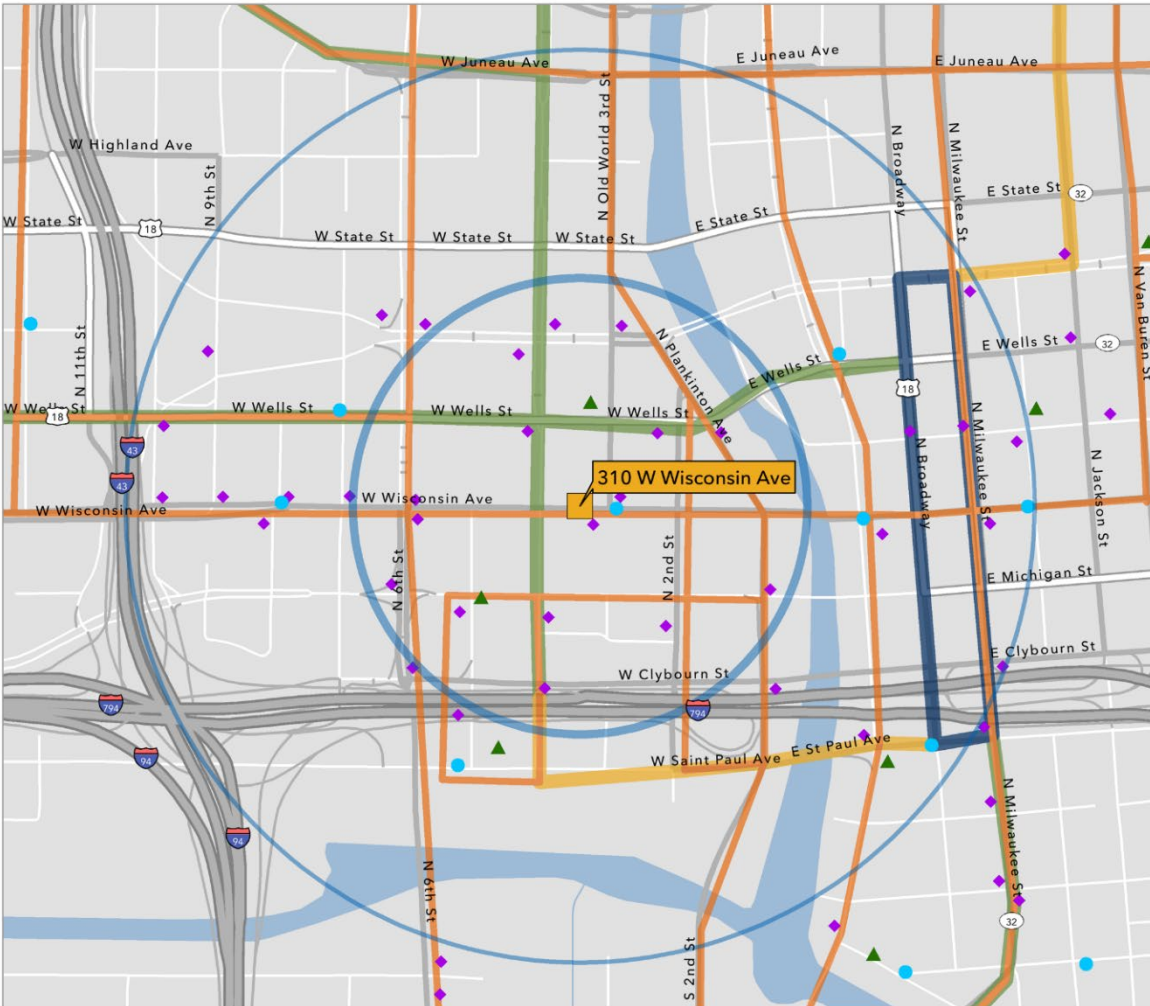 W Juneau Ave
E Juneau Ave
E Juneau Ave
N Old World 3rd St
N Broadway
N Milwaukee St
W Highland Ave
N 9th St
E State St
32
W State St
18
E State St
W State St
W State St
W State St
N Van Buren St
N 11th St
N Plankinton Ave
E Wells St
32
E Wells St
18
W Wells St
18
W Wells St
W Wells St
W Wells St
43
43
310 W Wisconsin Ave
N Broadway
N Milwaukee St
N Jackson St
W Wisconsin Ave
W Wisconsin Ave
N 6th St
N 2nd St
E Michigan St
E Clybourn St
W Clybourn St
794
794
94
W Saint Paul Ave
E St Paul Ave
94
N Milwaukee St
N 6th St
32
S 2nd St